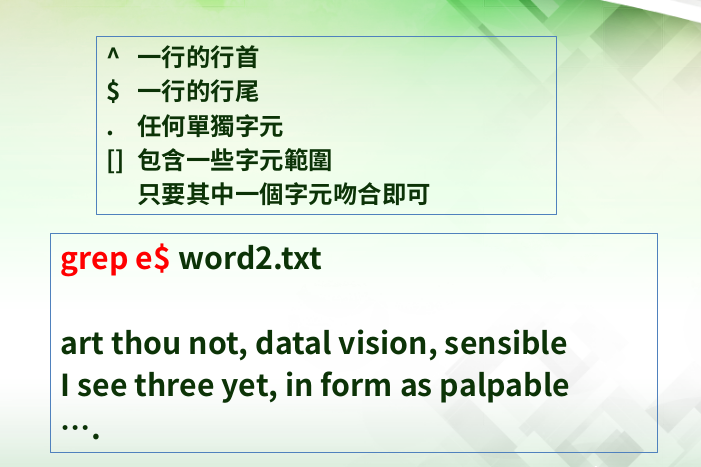 ^ 一行的行首
$ 一行的行尾
. 任何單獨字元
[] 包含一些字元範圍
只要其中一個字元吻合即可
grep e$ word2.txt
art thou not, datal vision, sensible
I see three yet, in form as palpable
….